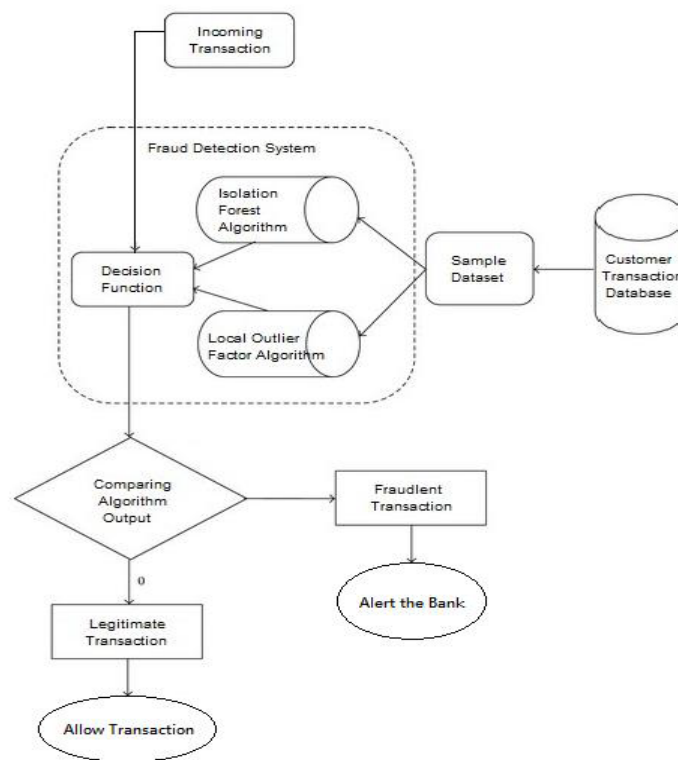 Incoming
Transaction
Fraud Detection System
Isolation
Forest
Algorithm
Decision
Function
Sample
Dataset
Customer
Transaction
Database
Local Outlier
Factor Algorithm
Comparing
Algorithm
Output
Fraudlent
Transaction
0
Alert the Bank
Legitimate
Transaction
Allow Transaction